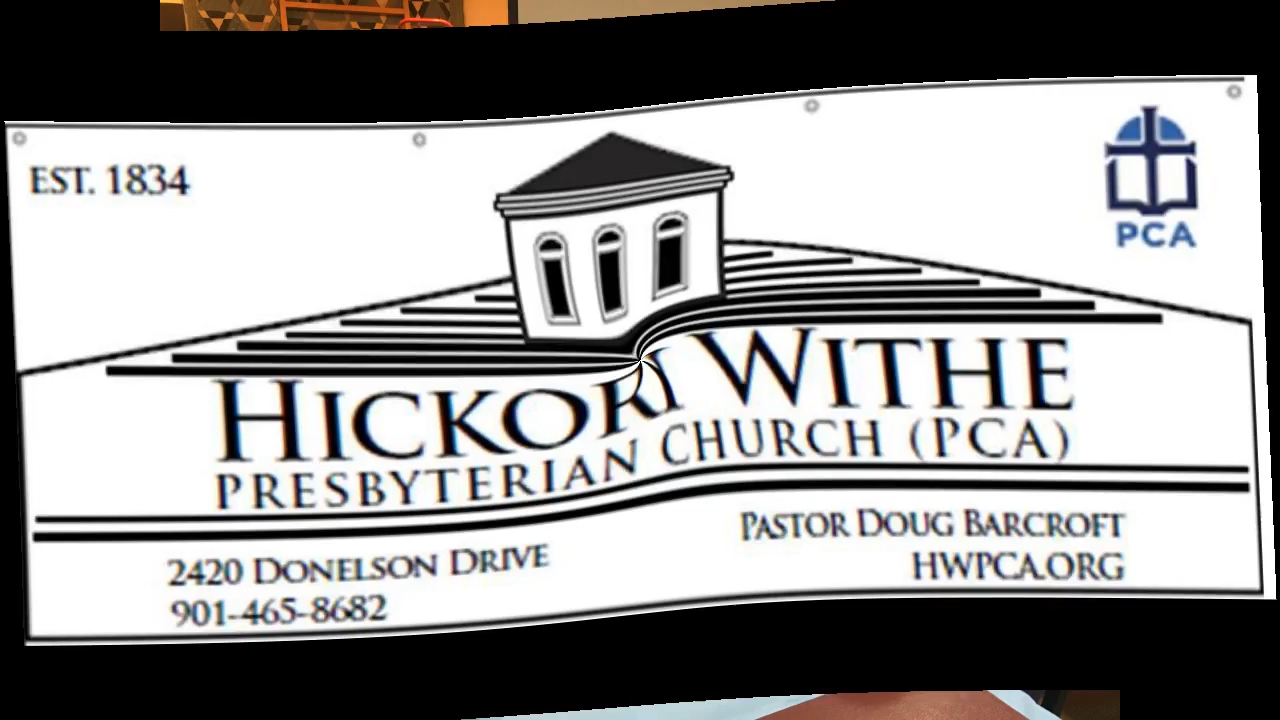 EST. 1834
PCA
HICKORY WITHE
PRESBYTERIAN CHURCH (PCA)
PASTOR DOUG BARCROFT
HWPCA.ORG
2420 DONELSON DRIVE
901-465-8682